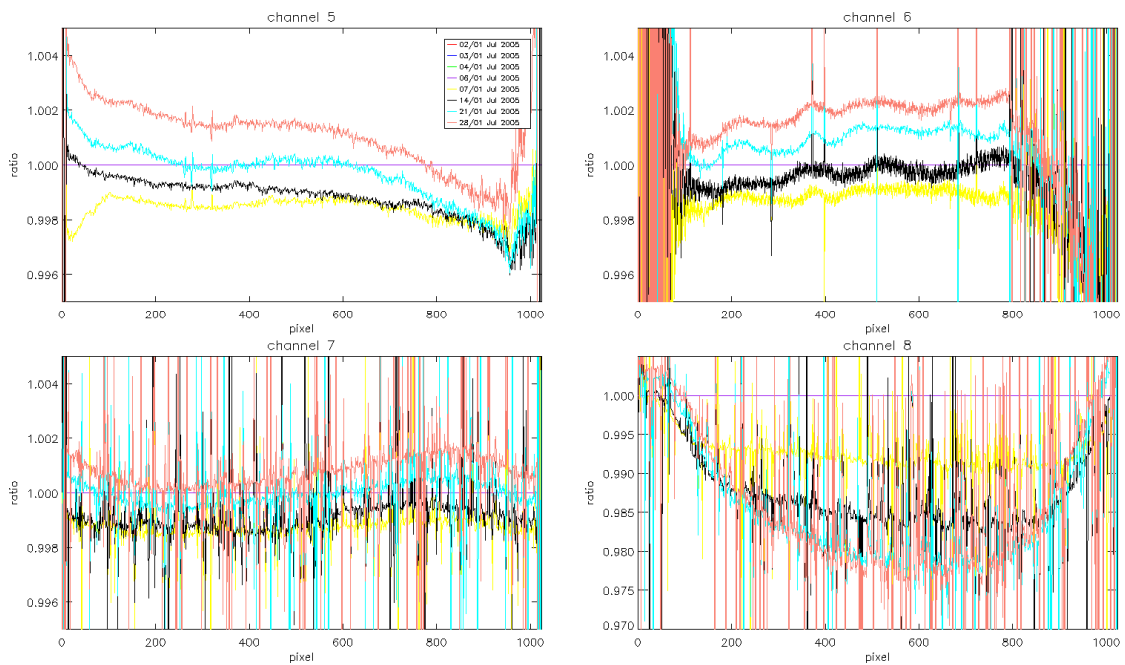 channel 5
1.004
1.002
1.000
0.998
0.996
ratio
0
200
400
600
800
1000
pixel
02/01 Jul 2005
03/01 Jul 2005
04/01 Jul 2005
06/01 Jul 2005
07/01 Jul 2005
14/01 Jul 2005
21/01 Jul 2005
28/01 Jul 2005
channel 6
1.004
1.002
1.000
0.998
0.996
ratio
0
200
400
600
800
1000
pixel
channel 7
1.004
1.002
1.000
0.998
0.996
ratio
0
200
400
600
800
1000
pixel
channel 8
1.000
0.995
0.990
0.985
0.980
0.975
0.970
ratio
0
200
400
600
800
1000
pixel